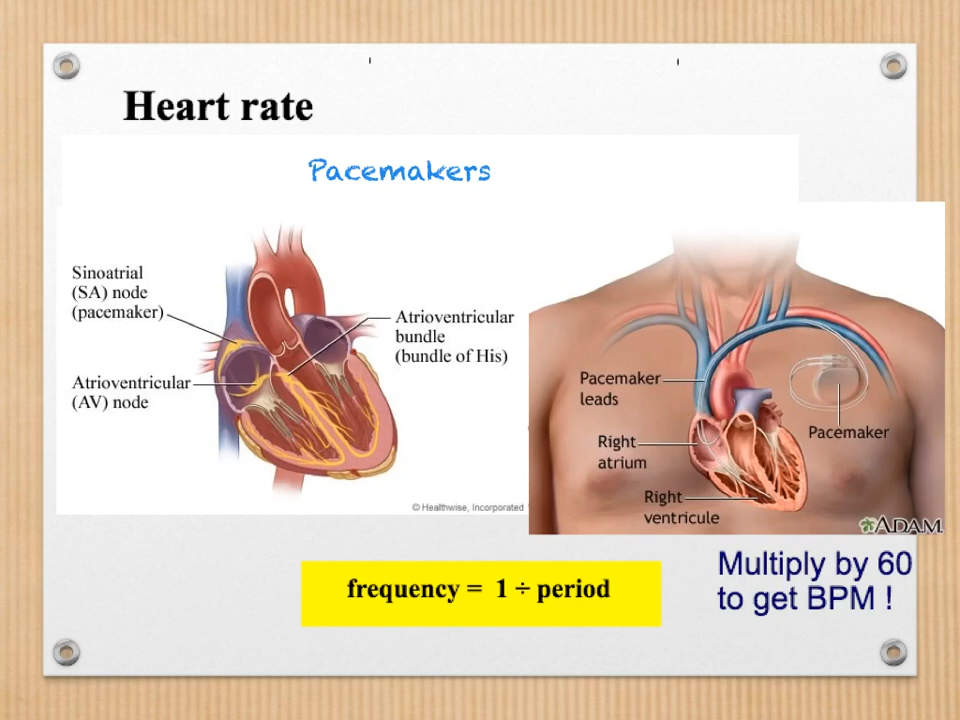 Heart rate
Pacemakers
Sinoatrial
(SA) node
(pacemaker)
Atrioventricular
(AV) node
Atrioventricular
bundle
(bundle of His)
© Healthwise, Incorporated
Pacemaker
leads
Right
atrium
Right
ventricule
Pacemaker
ADAM.
frequency = 1 ÷ period
Multiply by 60
to get BPM !